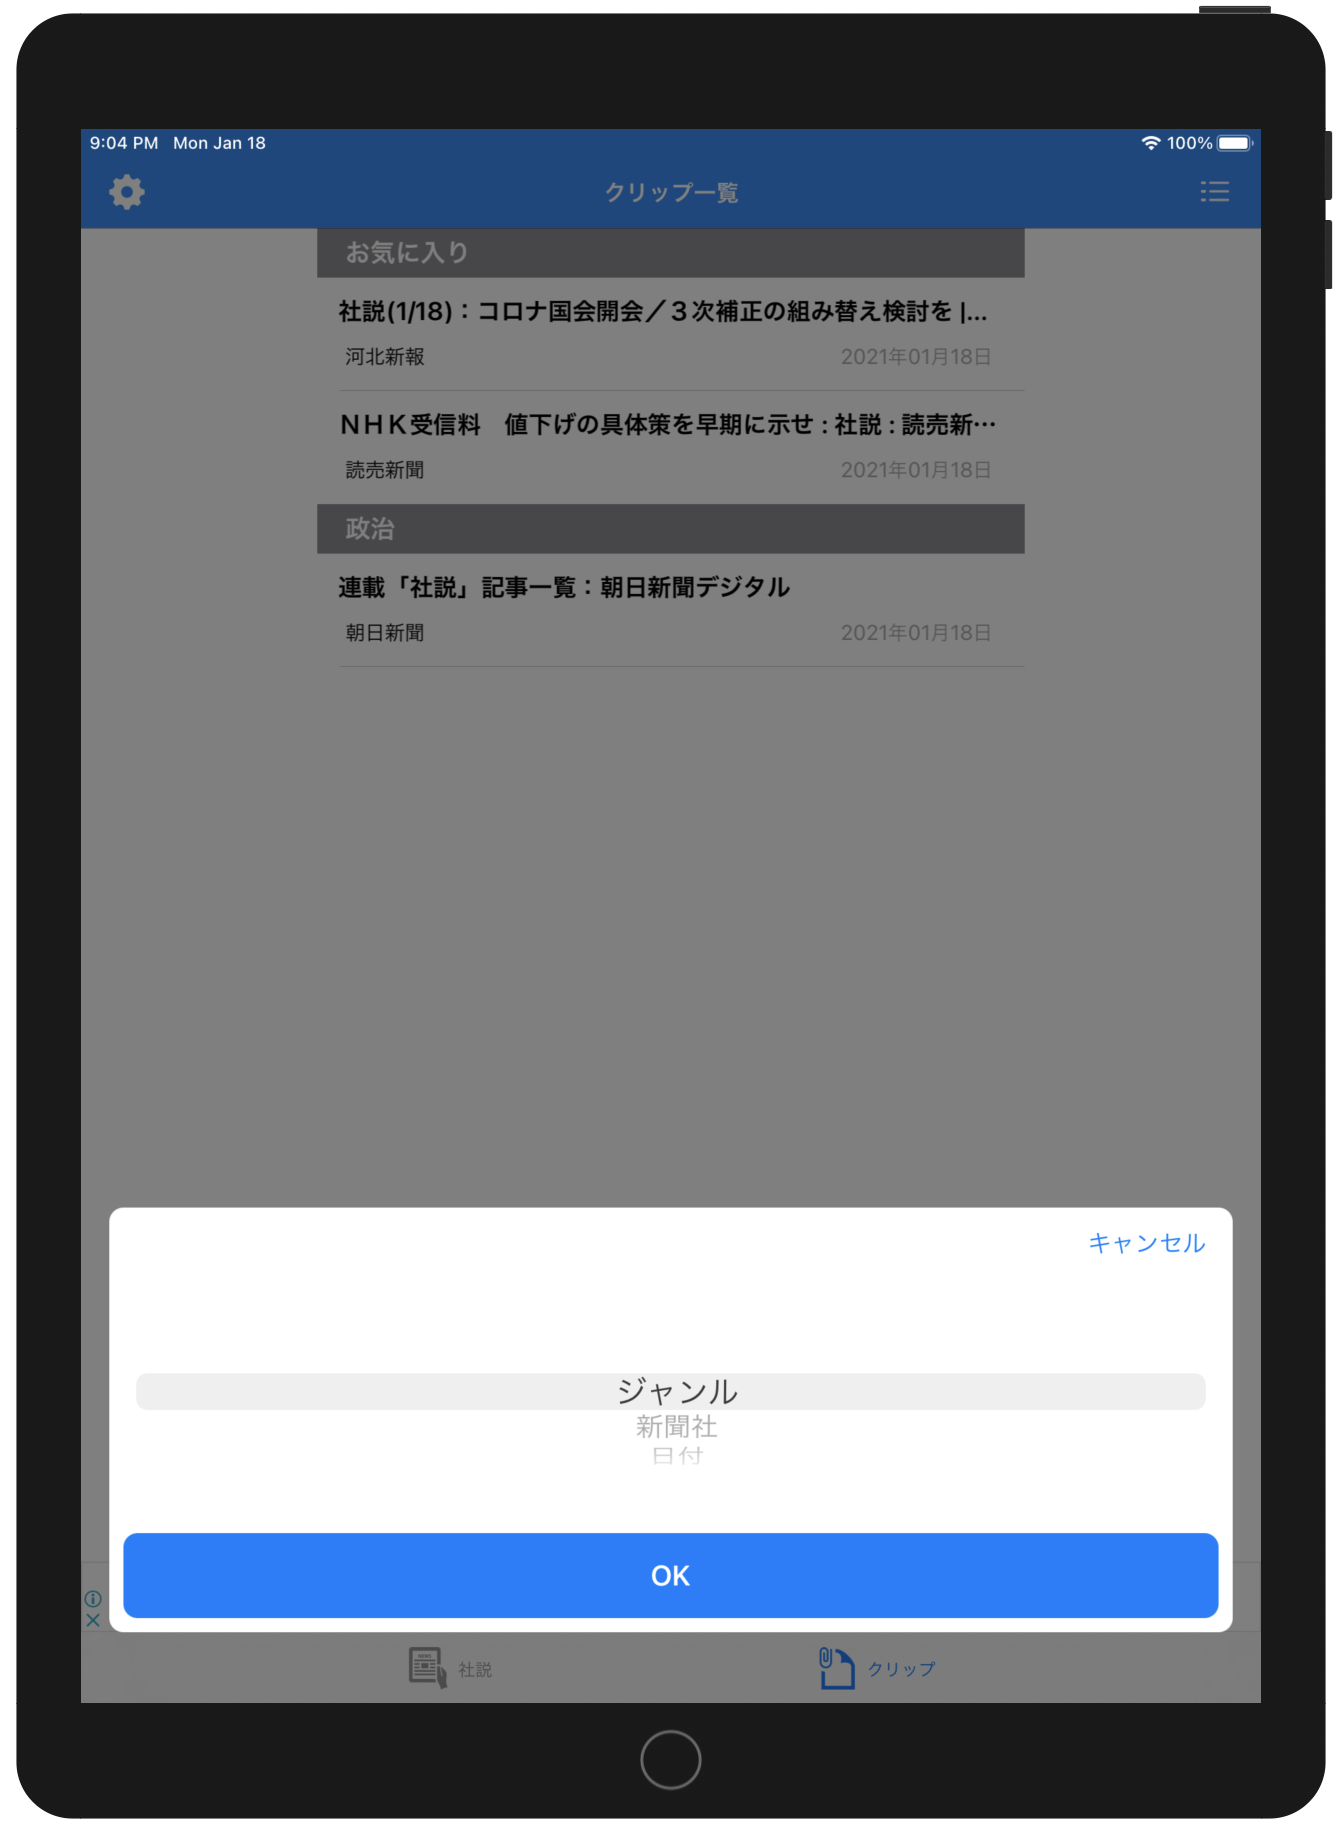 9:04 PM Mon Jan 18 100%
クリップ一覧
お気に入り
社説(1/18)：コロナ国会開会／３次補正の組み替え検討を |...
河北新報 2021年01月18日
ＮＨＫ受信料　値下げの具体策を早期に示せ : 社説 : 読売新…
読売新聞 2021年01月18日
政治
連載「社説」記事一覧：朝日新聞デジタル
朝日新聞 2021年01月18日
キャンセル
ジャンル
新聞社
日付
OK
社説 クリップ